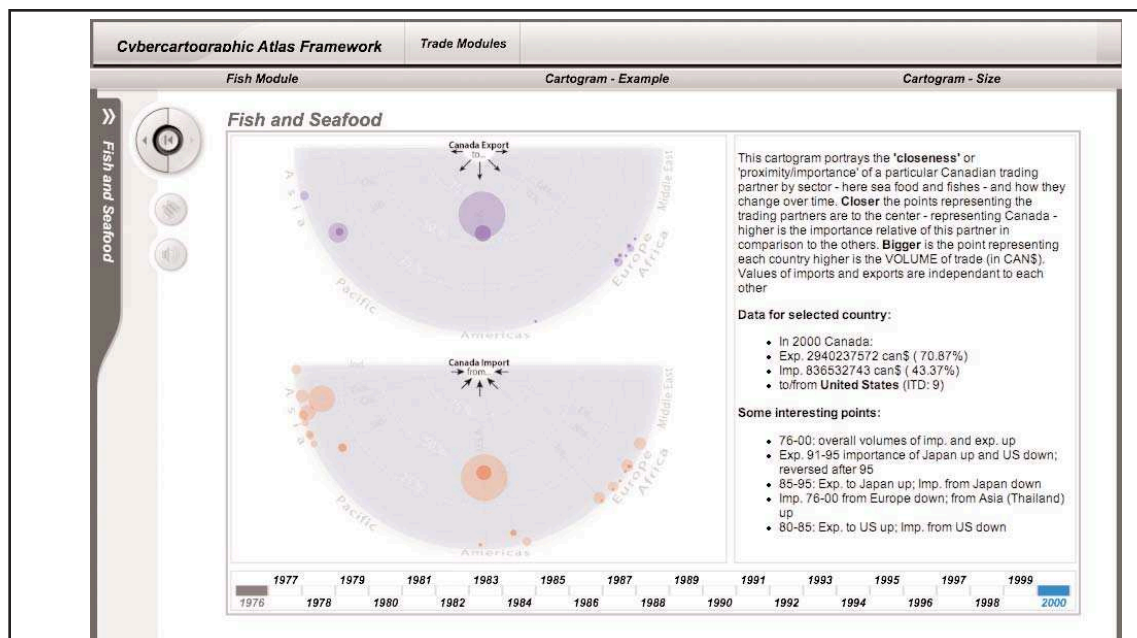 Cybercartographic Atlas Framework
Trade Modules
Fish Module
Cartogram - Example
Cartogram - Size
Fish and Seafood
Fish and Seafood
Canada Export
to...
Asia
Pacific
Americas
Europe
Africa
Middle East
Canada Import
from...
Asia
Pacific
Americas
Europe
Africa
Middle East
This cartogram portrays the 'closeness' or
'proximity/importance' of a particular Canadian trading
partner by sector - here sea food and fishes - and how they
change over time. Closer the points representing the
trading partners are to the center - representing Canada -
higher is the importance relative of this partner in
comparison to the others. Bigger is the point representing
each country higher is the VOLUME of trade (in CAN$).
Values of imports and exports are independant to each
other
Data for selected country:
• In 2000 Canada:
• Exp. 2940237572 can$ ( 70.87%)
• Imp. 836532743 can$ ( 43.37%)
• to/from United States (ITD: 9)
Some interesting points:
• 76-00: overall volumes of imp. and exp. up
• Exp. 91-95 importance of Japan up and US down;
reversed after 95
• 85-95: Exp. to Japan up; Imp. from Japan down
• Imp. 76-00 from Europe down; from Asia (Thailand)
up
• 80-85: Exp. to US up; Imp. from US down
1977 1979 1981 1983 1985 1987 1989 1991 1993 1995 1997 1999
1976 1978 1980 1982 1984 1986 1988 1990 1992 1994 1996 1998 2000